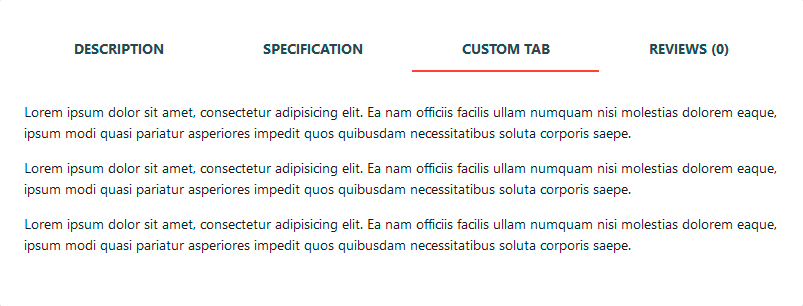 DESCRIPTION SPECIFICATION CUSTOM TAB REVIEWS (0)
Lorem ipsum dolor sit amet, consectetur adipisicing elit. Ea nam officiis facilis ullam numquam nisi molestias dolorem eaque,
ipsum modi quasi pariatur asperiores impedit quos quibusdam necessitatibus soluta corporis saepe.
Lorem ipsum dolor sit amet, consectetur adipisicing elit. Ea nam officiis facilis ullam numquam nisi molestias dolorem eaque,
ipsum modi quasi pariatur asperiores impedit quos quibusdam necessitatibus soluta corporis saepe.
Lorem ipsum dolor sit amet, consectetur adipisicing elit. Ea nam officiis facilis ullam numquam nisi molestias dolorem eaque,
ipsum modi quasi pariatur asperiores impedit quos quibusdam necessitatibus soluta corporis saepe.